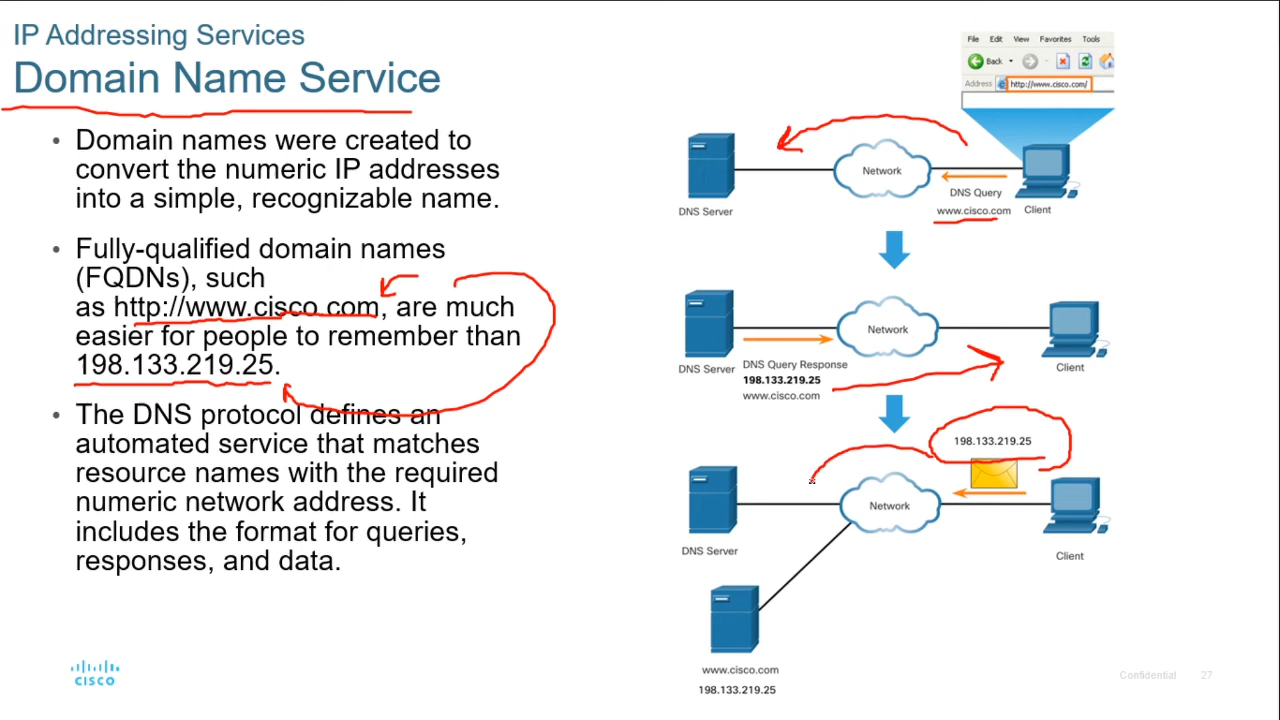 IP Addressing Services
Domain Name Service
• Domain names were created to
convert the numeric IP addresses
into a simple, recognizable name.
• Fully-qualified domain names
(FQDNs), such
as http://www.cisco.com, are much
easier for people to remember than
198.133.219.25.
• The DNS protocol defines an
automated service that matches
resource names with the required
numeric network address. It
includes the format for queries,
responses, and data.
File Edit View Favorites Tools
Back
Address http://www.cisco.com/
Network
DNS Query
DNS Server
www.cisco.com
Client
Network
DNS Server
DNS Query Response
Client
198.133.219.25
www.cisco.com
198.133.219.25
Network
DNS Server
Client
www.cisco.com
198.133.219.25
CISCO
Confidential 27